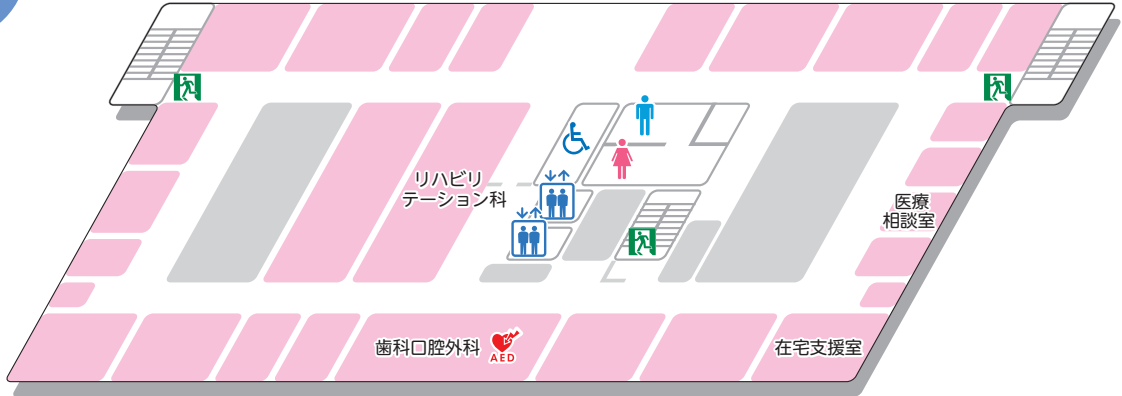 リハビリ
テーション科
医療
相談室
歯科口腔外科
AED
在宅支援室